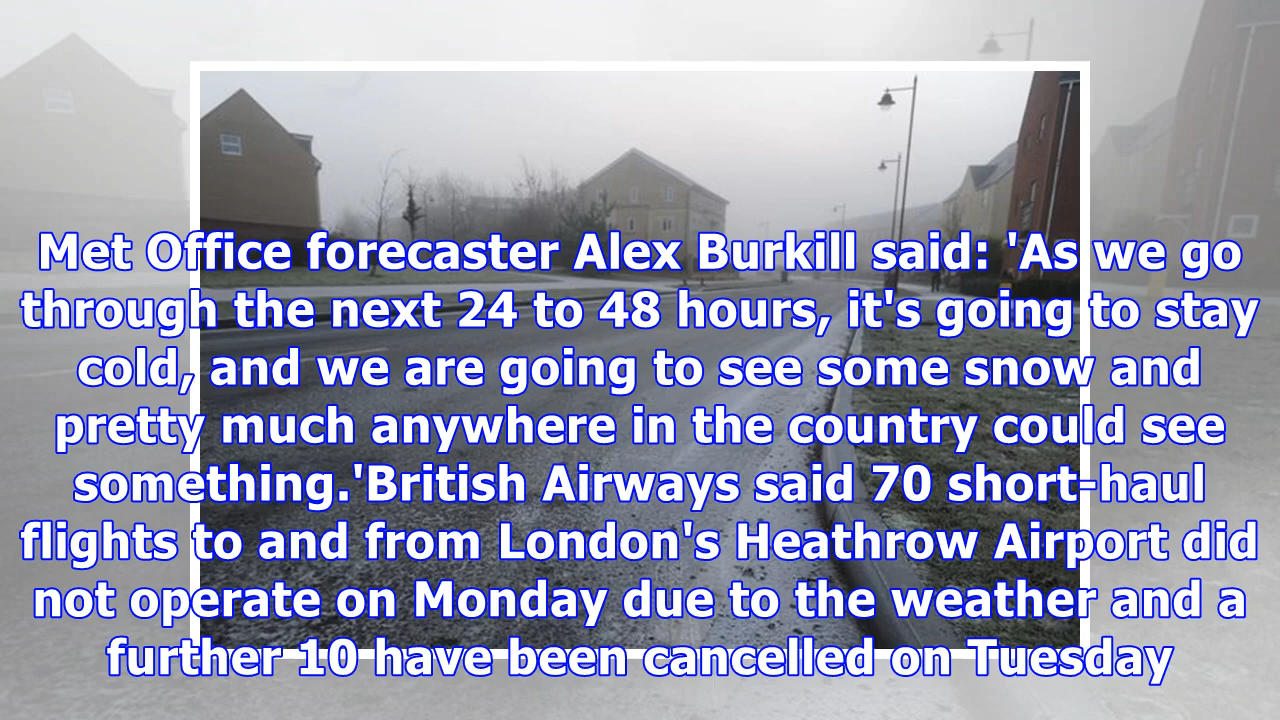 Met Office forecaster Alex Burkill said: 'As we go
through the next 24 to 48 hours, it's going to stay
cold, and we are going to see some snow and
pretty much anywhere in the country could see
something.'British Airways said 70 short-haul
flights to and from London's Heathrow Airport did
not operate on Monday due to the weather and a
further 10 have been cancelled on Tuesday